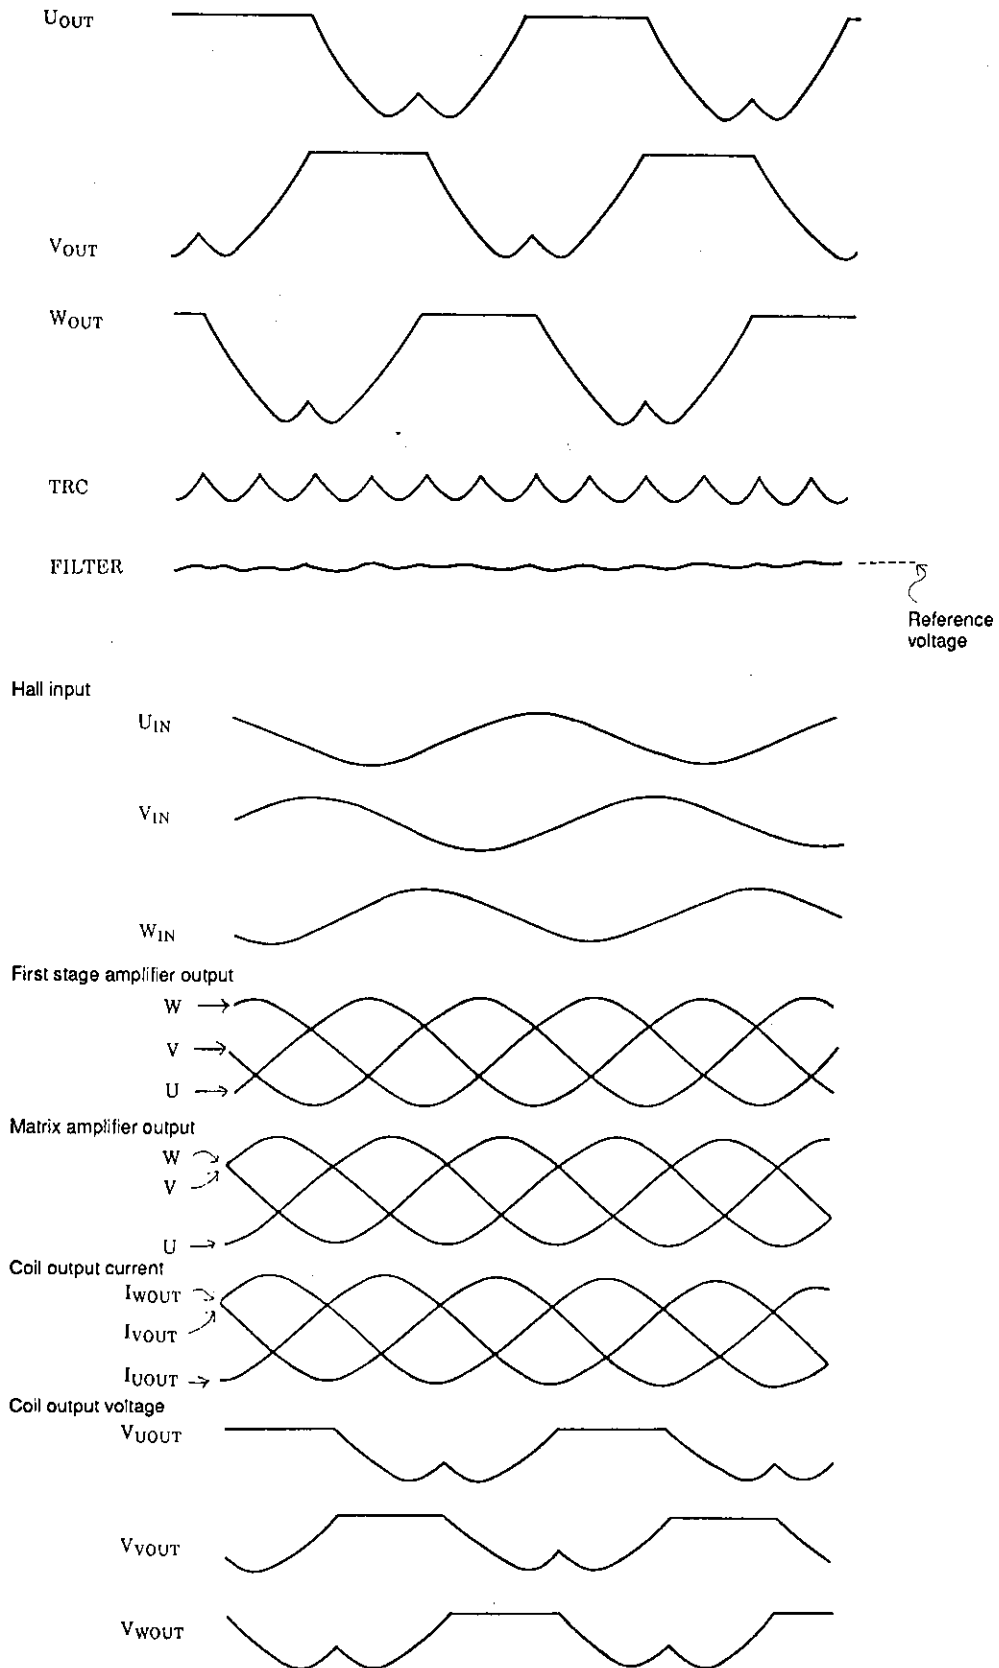 UOUT
VOUT
WOUT
TRC
FILTER
Reference
voltage
Hall input
UIN
VIN
WIN
First stage amplifier output
W
V
U
Matrix amplifier output
W
V
U
Coil output current
IWOUT
IVOUT
IUOUT
Coil output voltage
VUOUT
VVOUT
VWOUT